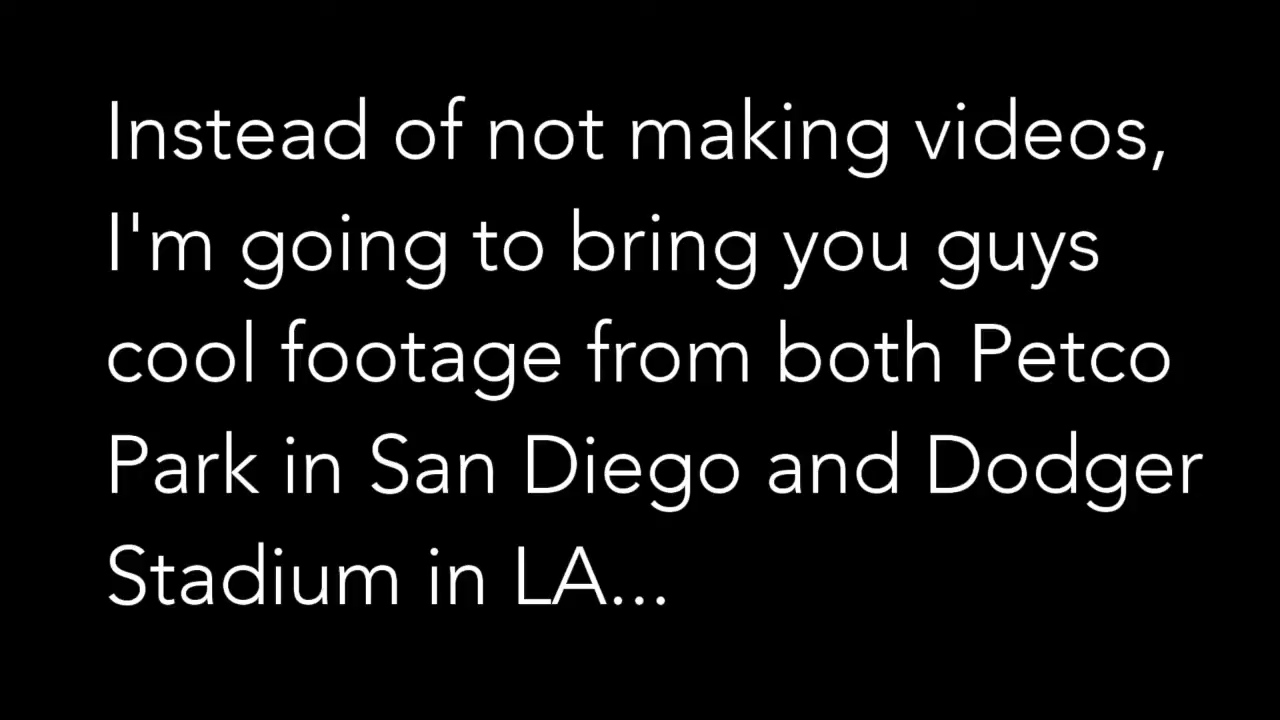 Instead of not making videos,
I'm going to bring you guys
cool footage from both Petco
Park in San Diego and Dodger
Stadium in LA...